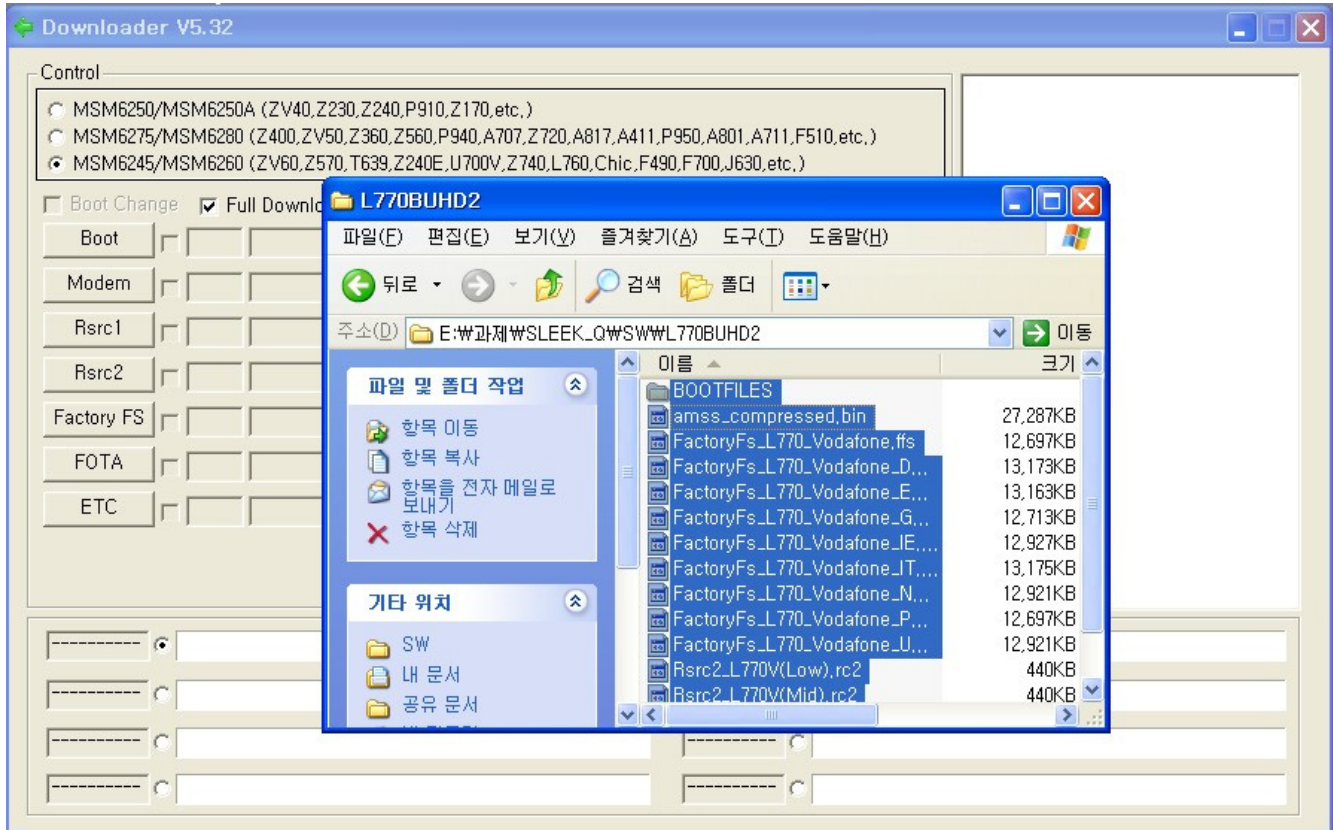 Downloader V5.32
Control
MSM6250/MSM6250A (ZV40,Z230,Z240,P910,Z170,etc,)
MSM6275/MSM6280 (Z400,ZV50,Z360,Z560,P940,A707,Z720,A817,A411,P950,A801,A711,F510,etc,)
MSM6245/MSM6260 (ZV60,Z570,T639,Z240E,U700V,Z740,L760,Chic,F490,F700,J630,etc,)
Boot Change Full Downlo
Boot
Modem
Rsrc1
Rsrc2
Factory FS
FOTA
ETC
L770BUHD2
파일(F) 편집(E) 보기(V) 즐겨찾기(A) 도구(T) 도움말(H)
뒤로 검색 폴더
주소(D) E:₩과제₩SLEEK_Q₩SW₩L770BUHD2 이동
파일 및 폴더 작업
항목 이동
항목 복사
항목을 전자 메일로
보내기
항목 삭제
기타 위치
SW
내 문서
공유 문서
이름 크기
BOOTFILES
amss_compressed,bin 27,287KB
FactoryFs_L770_Vodafone,ffs 12,697KB
FactoryFs_L770_Vodafone_D,,, 13,173KB
FactoryFs_L770_Vodafone_E,,, 13,163KB
FactoryFs_L770_Vodafone_G,,, 12,713KB
FactoryFs_L770_Vodafone_IE,,,, 12,927KB
FactoryFs_L770_Vodafone_IT,,,, 13,175KB
FactoryFs_L770_Vodafone_N,,, 12,921KB
FactoryFs_L770_Vodafone_P,,, 12,697KB
FactoryFs_L770_Vodafone_U,,, 12,921KB
Rsrc2_L770V(Low),rc2 440KB
Rsrc2_L770V(Mid),rc2 440KB
----------
----------
---------- ----------
---------- ----------